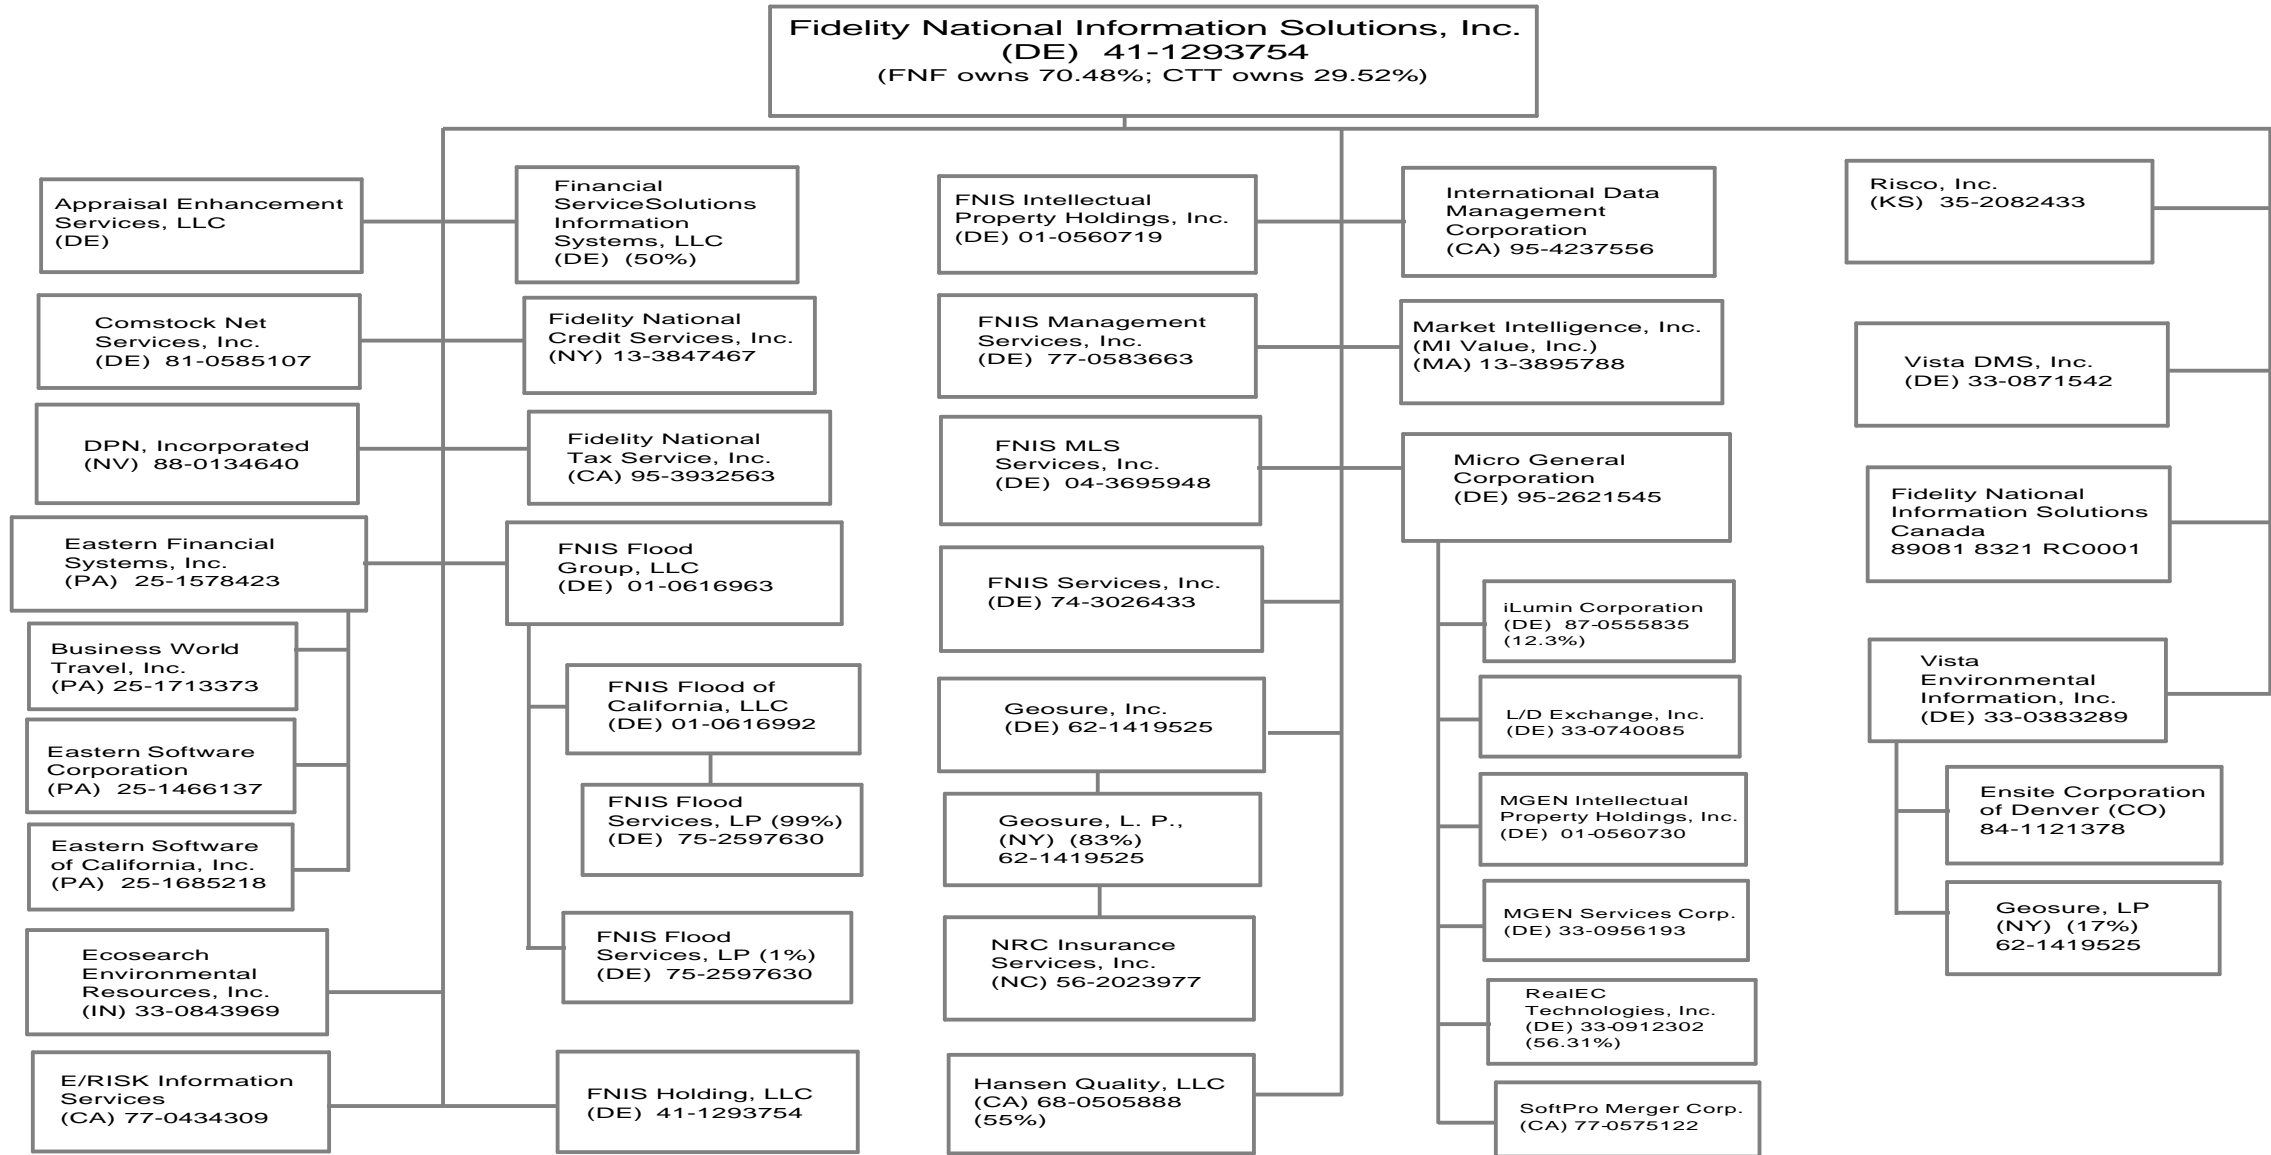 Fidelity National Information Solutions, Inc.
(DE) 41-1293754
(FNF owns 70.48%; CTT owns 29.52%)
Appraisal Enhancement
Services, LLC
(DE)
Comstock Net
Services, Inc.
(DE) 81-0585107
DPN, Incorporated
(NV) 88-0134640
Eastern Financial
Systems, Inc.
(PA) 25-1578423
Business World
Travel, Inc.
(PA) 25-1713373
Eastern Software
Corporation
(PA) 25-1466137
Eastern Software
of California, Inc.
(PA) 25-1685218
Ecosearch
Environmental
Resources, Inc.
(IN) 33-0843969
E/RISK Information
Services
(CA) 77-0434309
Financial
ServiceSolutions
Information
Systems, LLC
(DE) (50%)
Fidelity National
Credit Services, Inc.
(NY) 13-3847467
Fidelity National
Tax Service, Inc.
(CA) 95-3932563
FNIS Flood
Group, LLC
(DE) 01-0616963
FNIS Flood of
California, LLC
(DE) 01-0616992
FNIS Flood
Services, LP (99%)
(DE) 75-2597630
FNIS Flood
Services, LP (1%)
(DE) 75-2597630
FNIS Holding, LLC
(DE) 41-1293754
FNIS Intellectual
Property Holdings, Inc.
(DE) 01-0560719
FNIS Management
Services, Inc.
(DE) 77-0583663
FNIS MLS
Services, Inc.
(DE) 04-3695948
FNIS Services, Inc.
(DE) 74-3026433
Geosure, Inc.
(DE) 62-1419525
Geosure, L. P.,
(NY) (83%)
62-1419525
NRC Insurance
Services, Inc.
(NC) 56-2023977
Hansen Quality, LLC
(CA) 68-0505888
(55%)
International Data
Management
Corporation
(CA) 95-4237556
Market Intelligence, Inc.
(MI Value, Inc.)
(MA) 13-3895788
Micro General
Corporation
(DE) 95-2621545
iLumin Corporation
(DE) 87-0555835
(12.3%)
L/D Exchange, Inc.
(DE) 33-0740085
MGEN Intellectual
Property Holdings, Inc.
(DE) 01-0560730
MGEN Services Corp.
(DE) 33-0956193
RealEC
Technologies, Inc.
(DE) 33-0912302
(56.31%)
SoftPro Merger Corp.
(CA) 77-0575122
Risco, Inc.
(KS) 35-2082433
Vista DMS, Inc.
(DE) 33-0871542
Fidelity National
Information Solutions
Canada
89081 8321 RC0001
Vista
Environmental
Information, Inc.
(DE) 33-0383289
Ensite Corporation
of Denver (CO)
84-1121378
Geosure, LP
(NY) (17%)
62-1419525